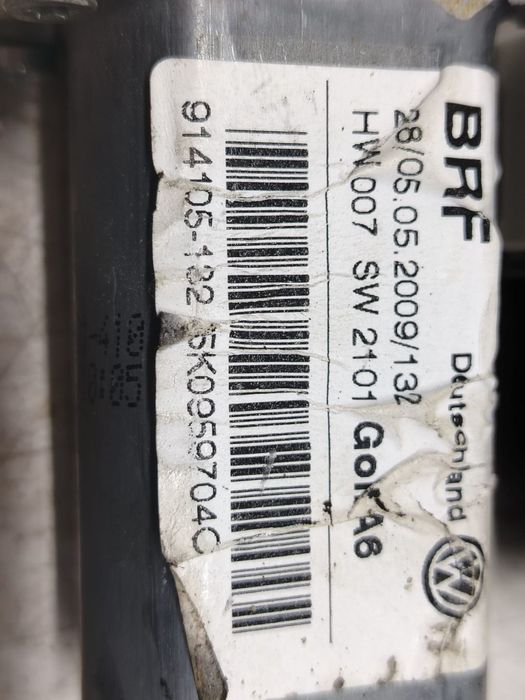 BRF Deutschland
28/05.05.2009/132
HW 007 SW 2101 Golf A6
914105-132 5K0959704C